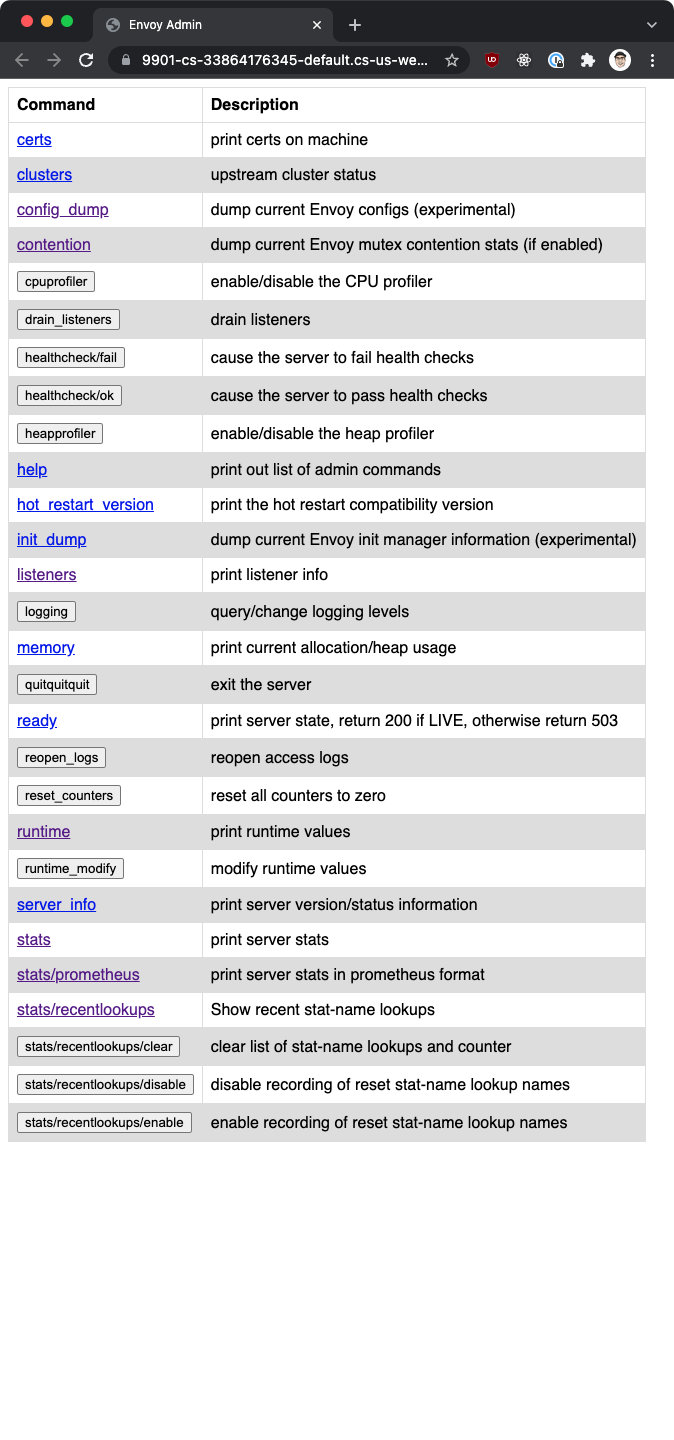 Envoy Admin
9901-cs-33864176345-default.cs-us-we...
Command Description
certs print certs on machine
clusters upstream cluster status
config_dump dump current Envoy configs (experimental)
contention dump current Envoy mutex contention stats (if enabled)
cpuprofiler enable/disable the CPU profiler
drain_listeners drain listeners
healthcheck/fail cause the server to fail health checks
healthcheck/ok cause the server to pass health checks
heapprofiler enable/disable the heap profiler
help print out list of admin commands
hot_restart_version print the hot restart compatibility version
init_dump dump current Envoy init manager information (experimental)
listeners print listener info
logging query/change logging levels
memory print current allocation/heap usage
quitquitquit exit the server
ready print server state, return 200 if LIVE, otherwise return 503
reopen_logs reopen access logs
reset_counters reset all counters to zero
runtime print runtime values
runtime_modify modify runtime values
server_info print server version/status information
stats print server stats
stats/prometheus print server stats in prometheus format
stats/recentlookups Show recent stat-name lookups
stats/recentlookups/clear clear list of stat-name lookups and counter
stats/recentlookups/disable disable recording of reset stat-name lookup names
stats/recentlookups/enable enable recording of reset stat-name lookup names